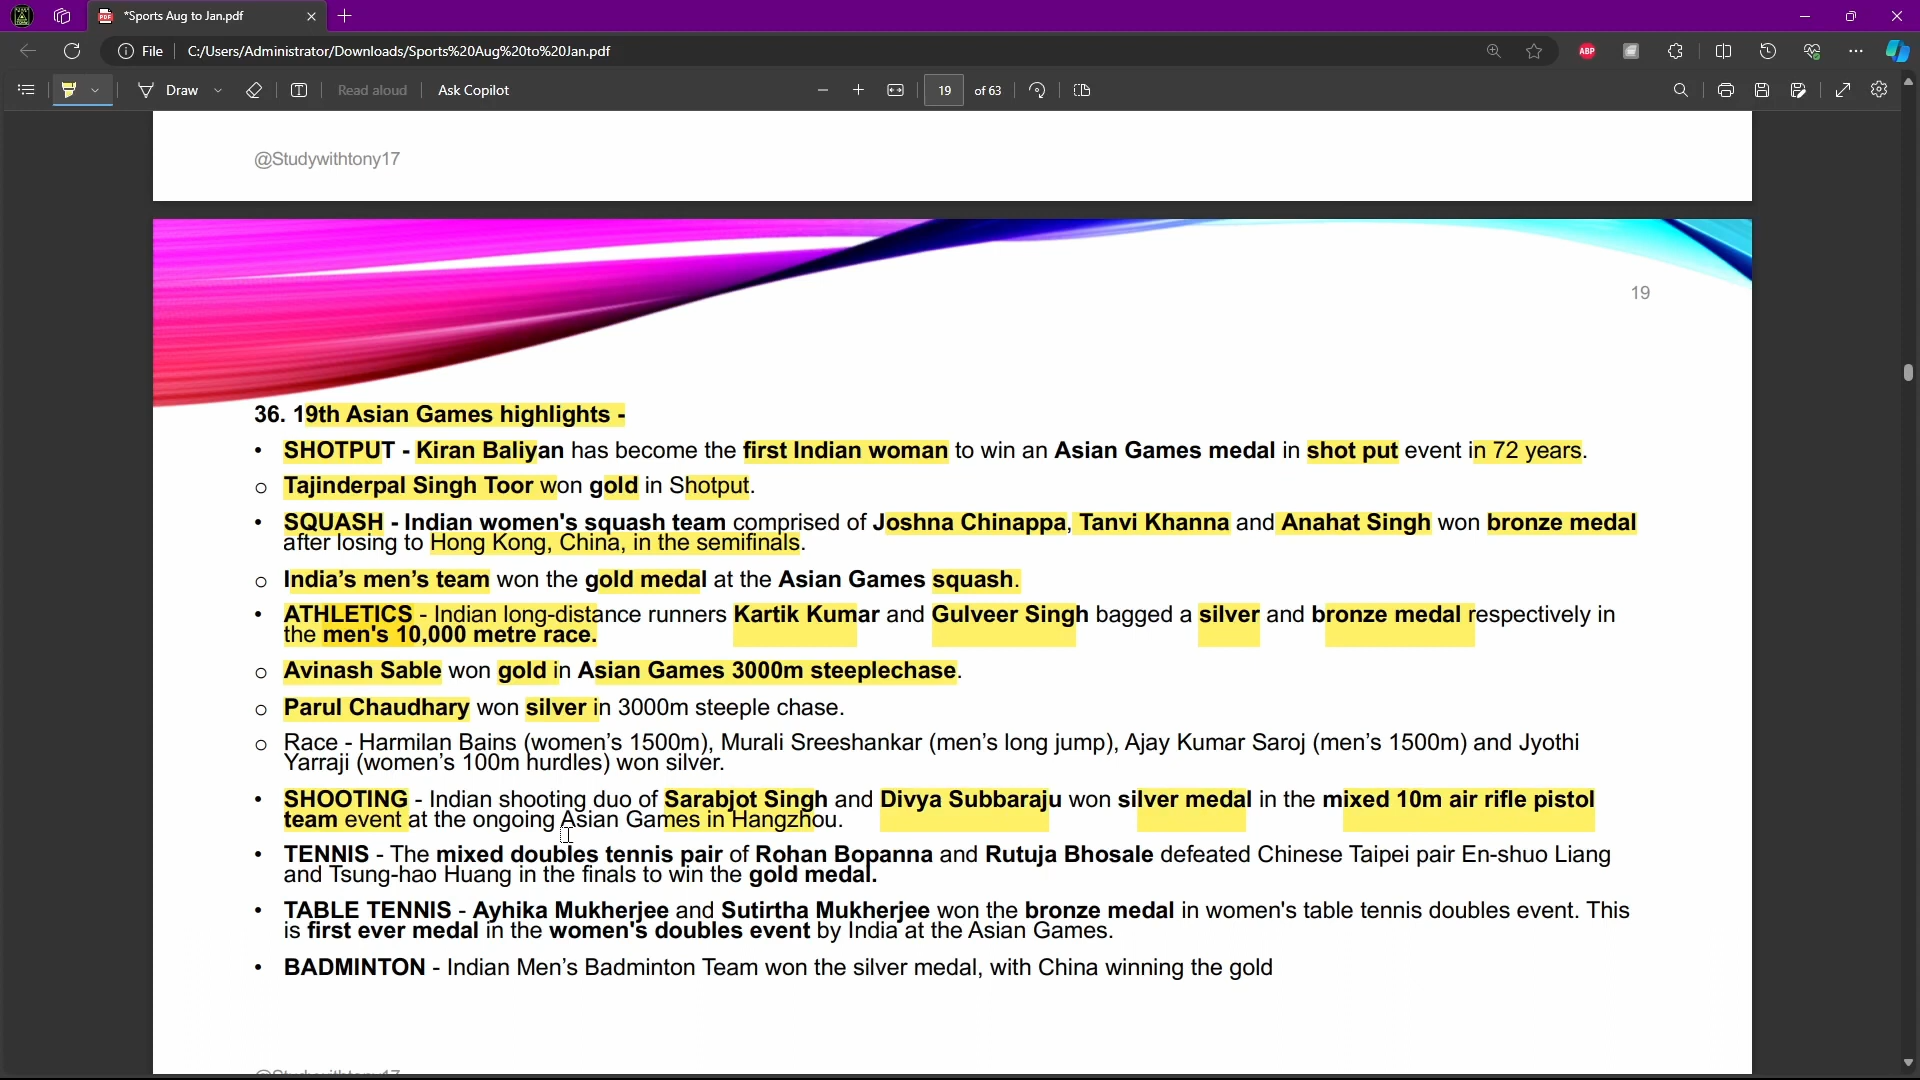 *Sports Aug to Jan.pdf
File
C:/Users/Administrator/Downloads/Sports%20Aug%20to%20Jan.pdf
ABP
Draw
Read aloud
Ask Copilot
19
of 63
@Studywithtony17
19
36. 19th Asian Games highlights -
• SHOTPUT - Kiran Baliyan has become the first Indian woman to win an Asian Games medal in shot put event in 72 years.
o Tajinderpal Singh Toor won gold in Shotput.
• SQUASH - Indian women's squash team comprised of Joshna Chinappa, Tanvi Khanna and Anahat Singh won bronze medal
after losing to Hong Kong, China, in the semifinals.
o India's men's team won the gold medal at the Asian Games squash.
• ATHLETICS - Indian long-distance runners Kartik Kumar and Gulveer Singh bagged a silver and bronze medal respectively in
the men's 10,000 metre race.
o Avinash Sable won gold in Asian Games 3000m steeplechase.
o Parul Chaudhary won silver in 3000m steeple chase.
o Race - Harmilan Bains (women's 1500m), Murali Sreeshankar (men's long jump), Ajay Kumar Saroj (men's 1500m) and Jyothi
Yarraji (women's 100m hurdles) won silver.
• SHOOTING - Indian shooting duo of Sarabjot Singh and Divya Subbaraju won silver medal in the mixed 10m air rifle pistol
team event at the ongoing Asian Games in Hangzhou.
• TENNIS - The mixed doubles tennis pair of Rohan Bopanna and Rutuja Bhosale defeated Chinese Taipei pair En-shuo Liang
and Tsung-hao Huang in the finals to win the gold medal.
• TABLE TENNIS - Ayhika Mukherjee and Sutirtha Mukherjee won the bronze medal in women's table tennis doubles event. This
is first ever medal in the women's doubles event by India at the Asian Games.
• BADMINTON - Indian Men's Badminton Team won the silver medal, with China winning the gold
@Studywithtony17